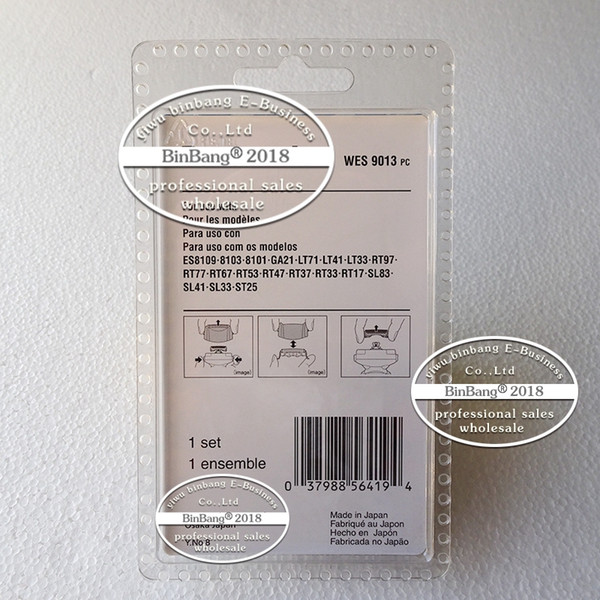 yiwu binbang E-Business
Co.,Ltd
BinBang® 2018
professional sales
wholesale
WES 9013 PC
Pour les modèles
Para uso con
Para uso com os modelos
ES8109·8103·8101·GA21·LT71·LT41·LT33·RT97·
RT77·RT67·RT53·RT47·RT37·RT33·RT17·SL83·
SL41·SL33·ST25
(image)
(image)
yiwu binbang E-Business
Co.,Ltd
BinBang® 2018
professional sales
wholesale
1 set
1 ensemble
0 37988 56419 4
yiwu binbang E-Business
Co.,Ltd
BinBang® 2018
professional sales
wholesale
Osaka Japan
Y.No 8
Made in Japan
Fabriqué au Japon
Hecho en Japón
Fabricada no Japão